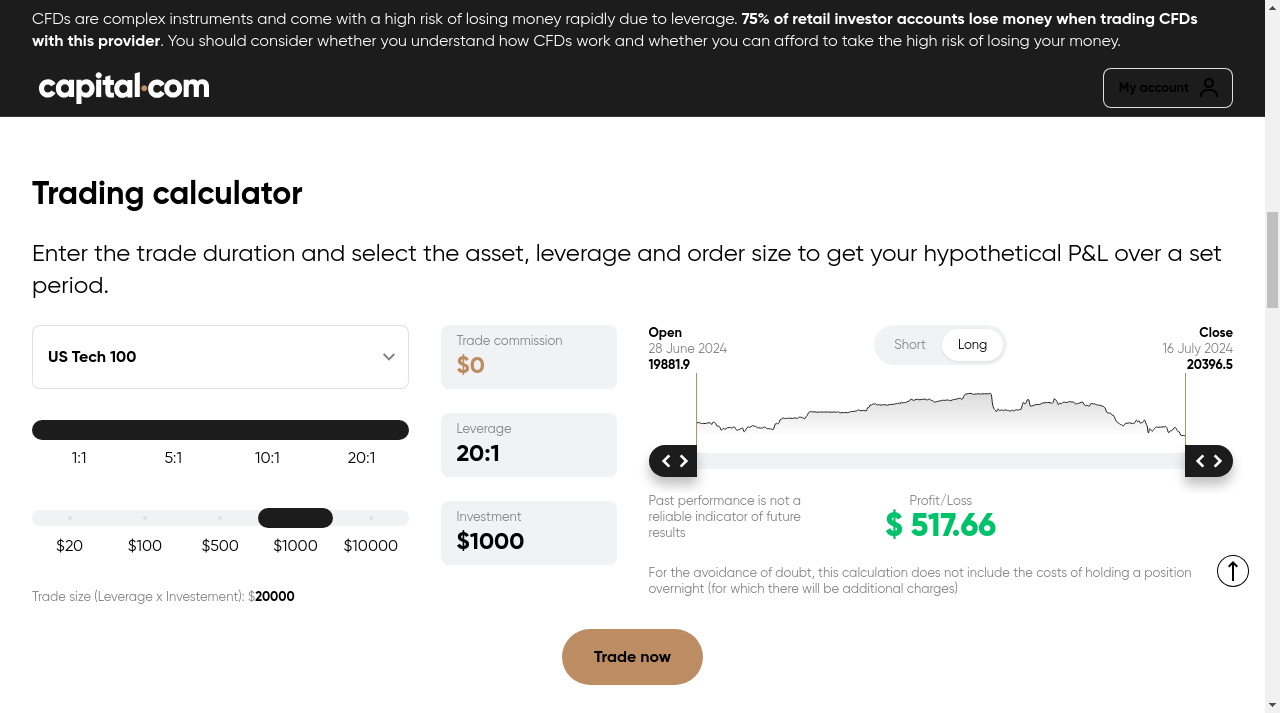 CFDs are complex instruments and come with a high risk of losing money rapidly due to leverage. 75% of retail investor accounts lose money when trading CFDs
with this provider. You should consider whether you understand how CFDs work and whether you can afford to take the high risk of losing your money.
capital.com
My account
Trading calculator
Enter the trade duration and select the asset, leverage and order size to get your hypothetical P&L over a set
period.
US Tech 100
1:1 5:1 10:1 20:1
$20 $100 $500 $1000 $10000
Trade size (Leverage x Investement): $20000
Trade commission
$0
Leverage
20:1
Investment
$1000
Open
28 June 2024
19881.9
Short Long
Close
16 July 2024
20396.5
Past performance is not a
reliable indicator of future
results
Profit/Loss
$ 517.66
For the avoidance of doubt, this calculation does not include the costs of holding a position
overnight (for which there will be additional charges)
Trade now